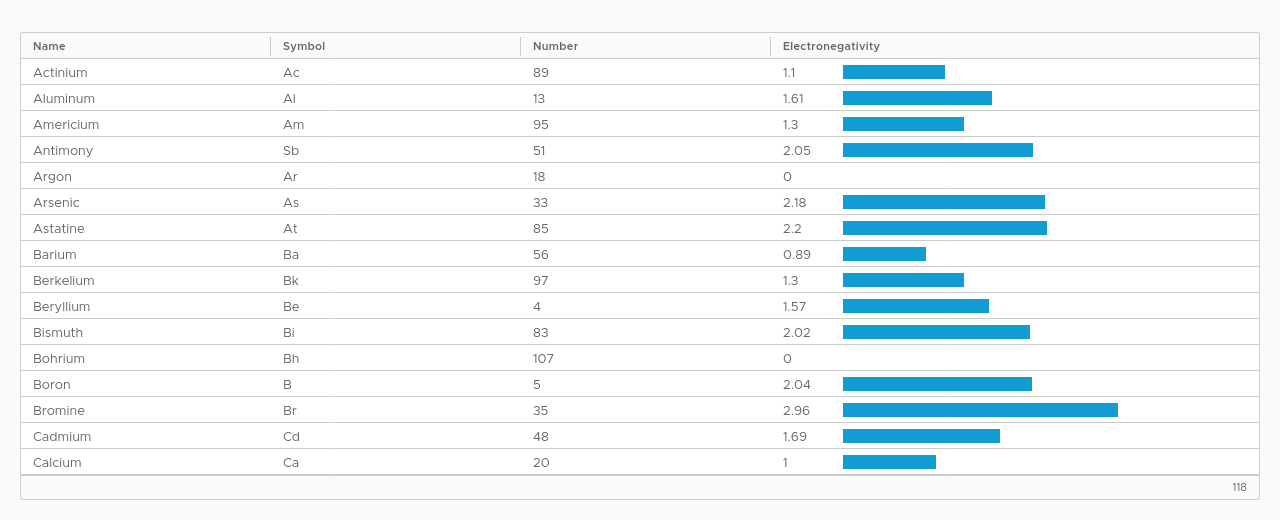 Name Symbol Number Electronegativity
Actinium Ac 89 1.1
Aluminum Al 13 1.61
Americium Am 95 1.3
Antimony Sb 51 2.05
Argon Ar 18 0
Arsenic As 33 2.18
Astatine At 85 2.2
Barium Ba 56 0.89
Berkelium Bk 97 1.3
Beryllium Be 4 1.57
Bismuth Bi 83 2.02
Bohrium Bh 107 0
Boron B 5 2.04
Bromine Br 35 2.96
Cadmium Cd 48 1.69
Calcium Ca 20 1
118